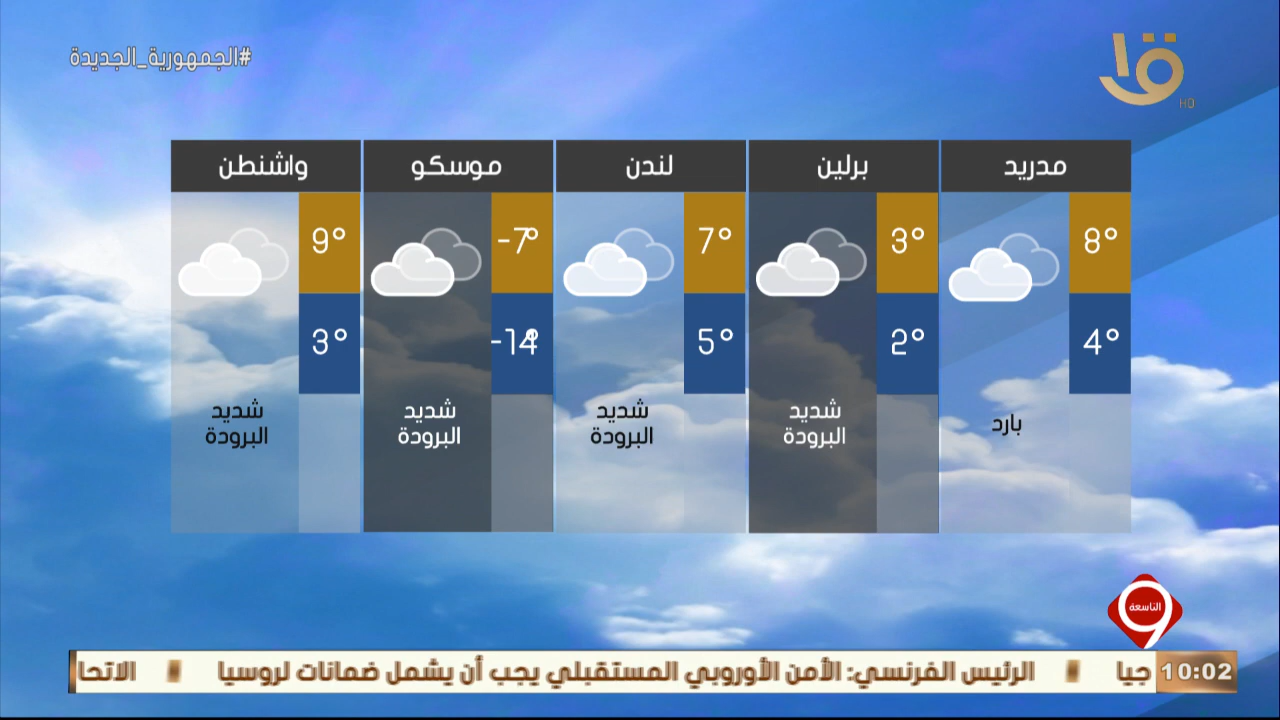 #الجمهورية_الجديدة
HD
مدريد
برلين
لندن
موسكو
واشنطن
8°
3°
7°
-7°
9°
4°
2°
5°
-14°
3°
بارد
شديد
البرودة
شديد
البرودة
شديد
البرودة
شديد
البرودة
التاسعة
9
10:02
جيا ▪ الرئيس الفرنسي: الأمن الأوروبي المستقبلي يجب أن يشمل ضمانات لروسيا ▪ الاتحا